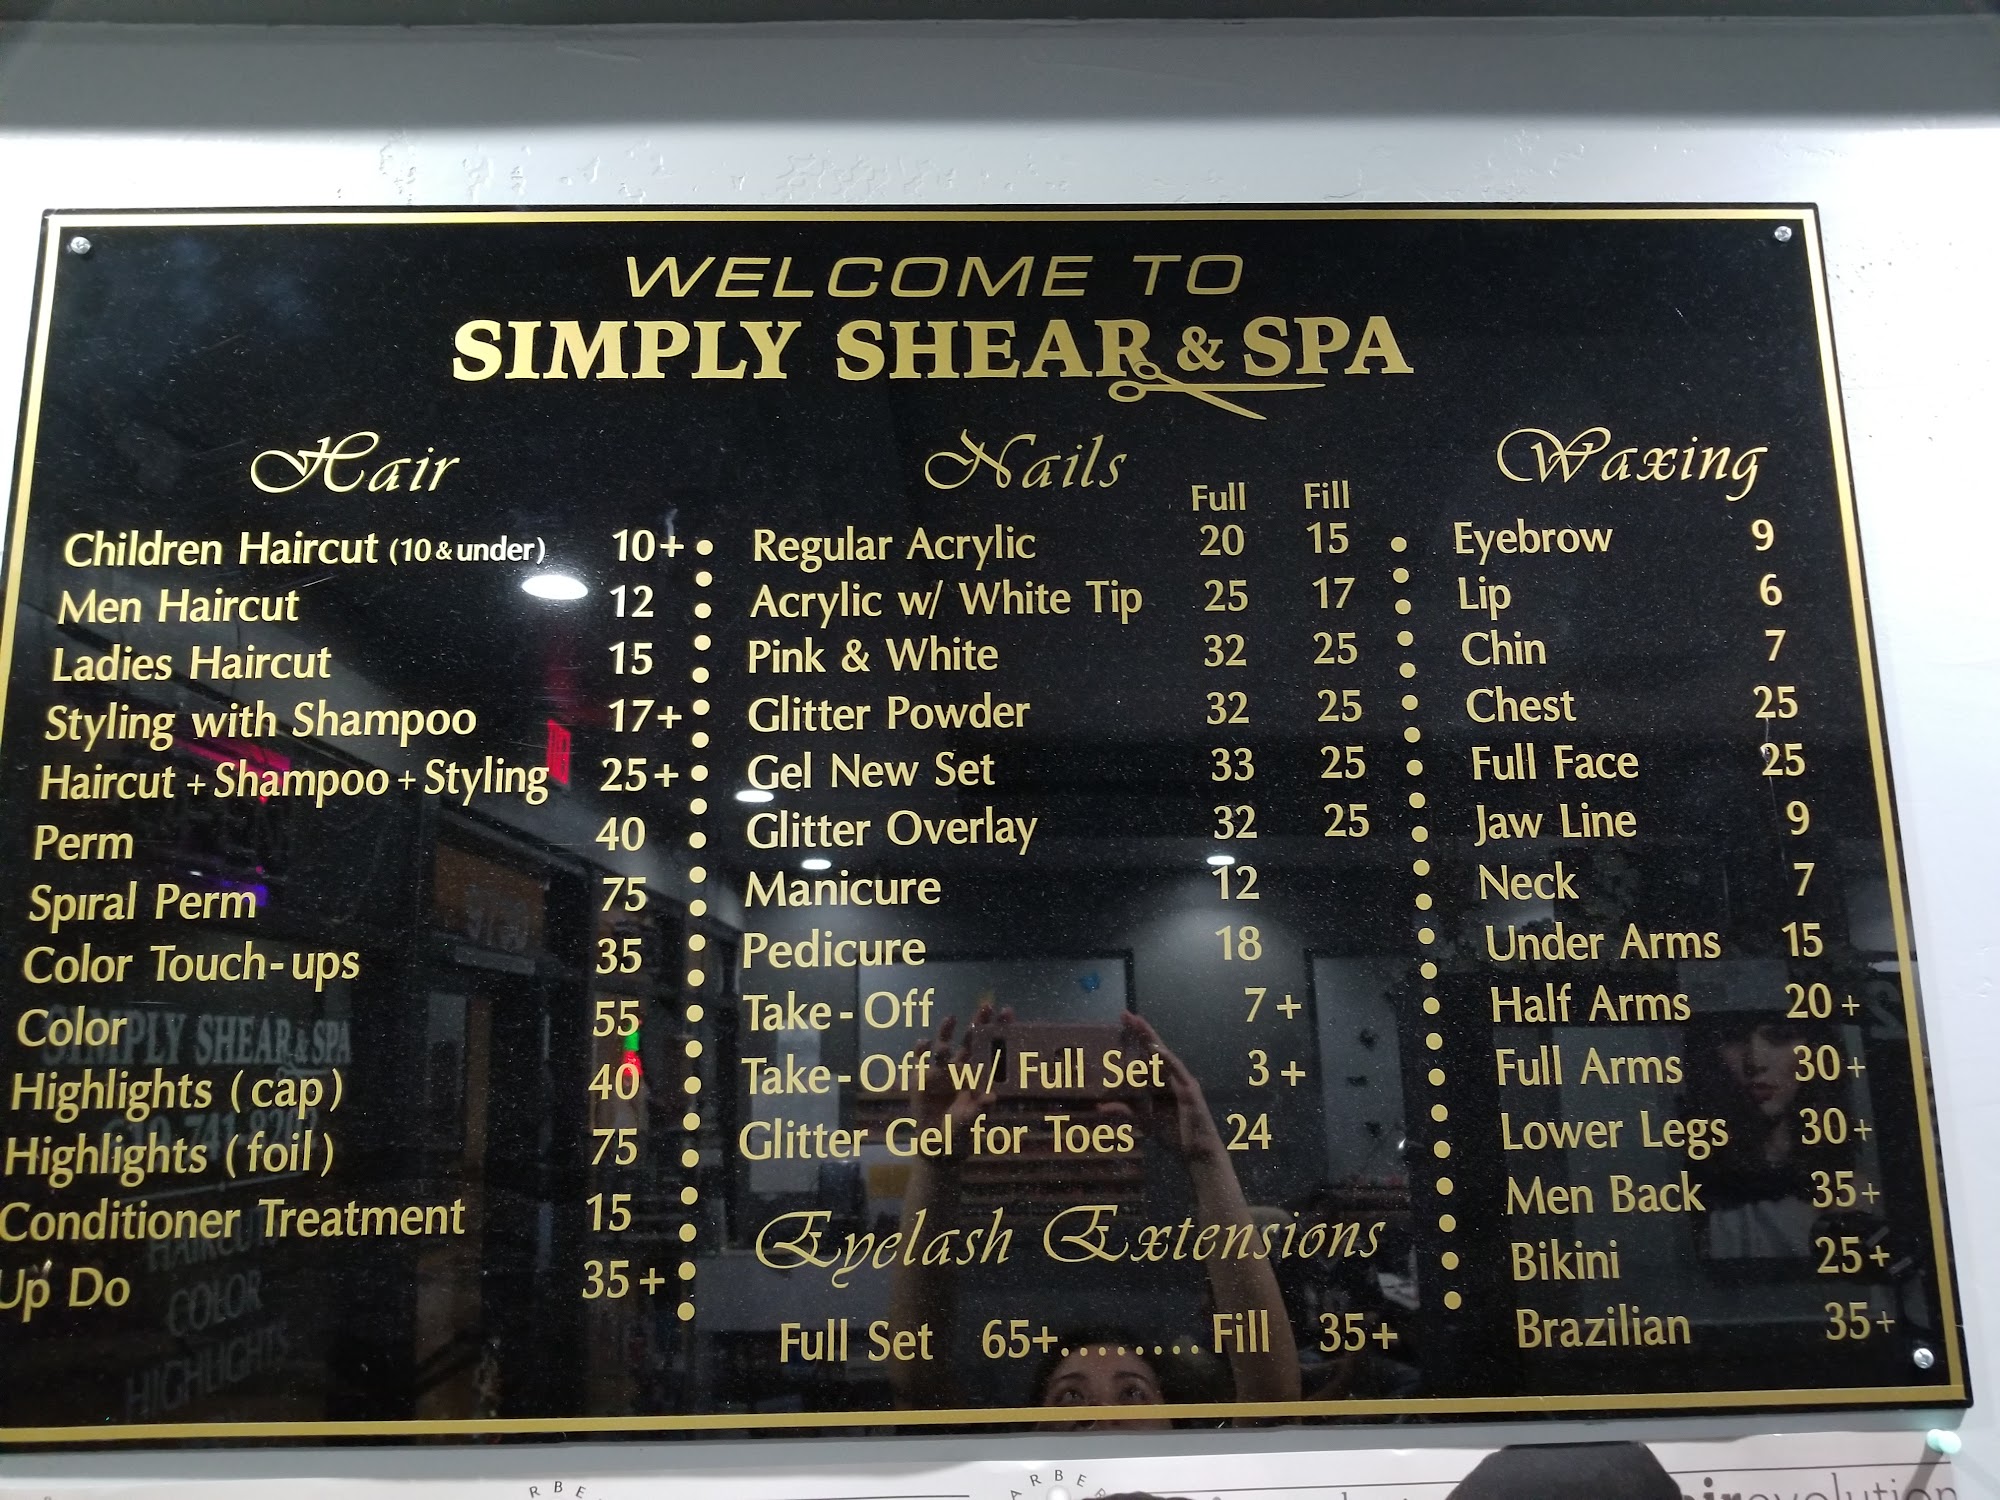 WELCOME TO
SIMPLY SHEAR & SPA
Hair
Children Haircut (10 & under) 10+
Men Haircut 12
Ladies Haircut 15
Styling with Shampoo 17+
Haircut + Shampoo + Styling 25+
Perm 40
Spiral Perm 75
Color Touch-ups 35
Color 55
Highlights (cap) 40
Highlights (foil) 75
Conditioner Treatment 15
Up Do 35+
Nails
Full Fill
Regular Acrylic 20 15
Acrylic w/ White Tip 25 17
Pink & White 32 25
Glitter Powder 32 25
Gel New Set 33 25
Glitter Overlay 32 25
Manicure 12
Pedicure 18
Take-Off 7+
Take-Off w/ Full Set 3+
Glitter Gel for Toes 24
Eyelash Extensions
Full Set 65+........Fill 35+
Waxing
Eyebrow 9
Lip 6
Chin 7
Chest 25
Full Face 25
Jaw Line 9
Neck 7
Under Arms 15
Half Arms 20+
Full Arms 30+
Lower Legs 30+
Men Back 35+
Bikini 25+
Brazilian 35+
SIMPLY SHEAR & SPA
HAIRCUT
COLOR
HIGHLIGHTS